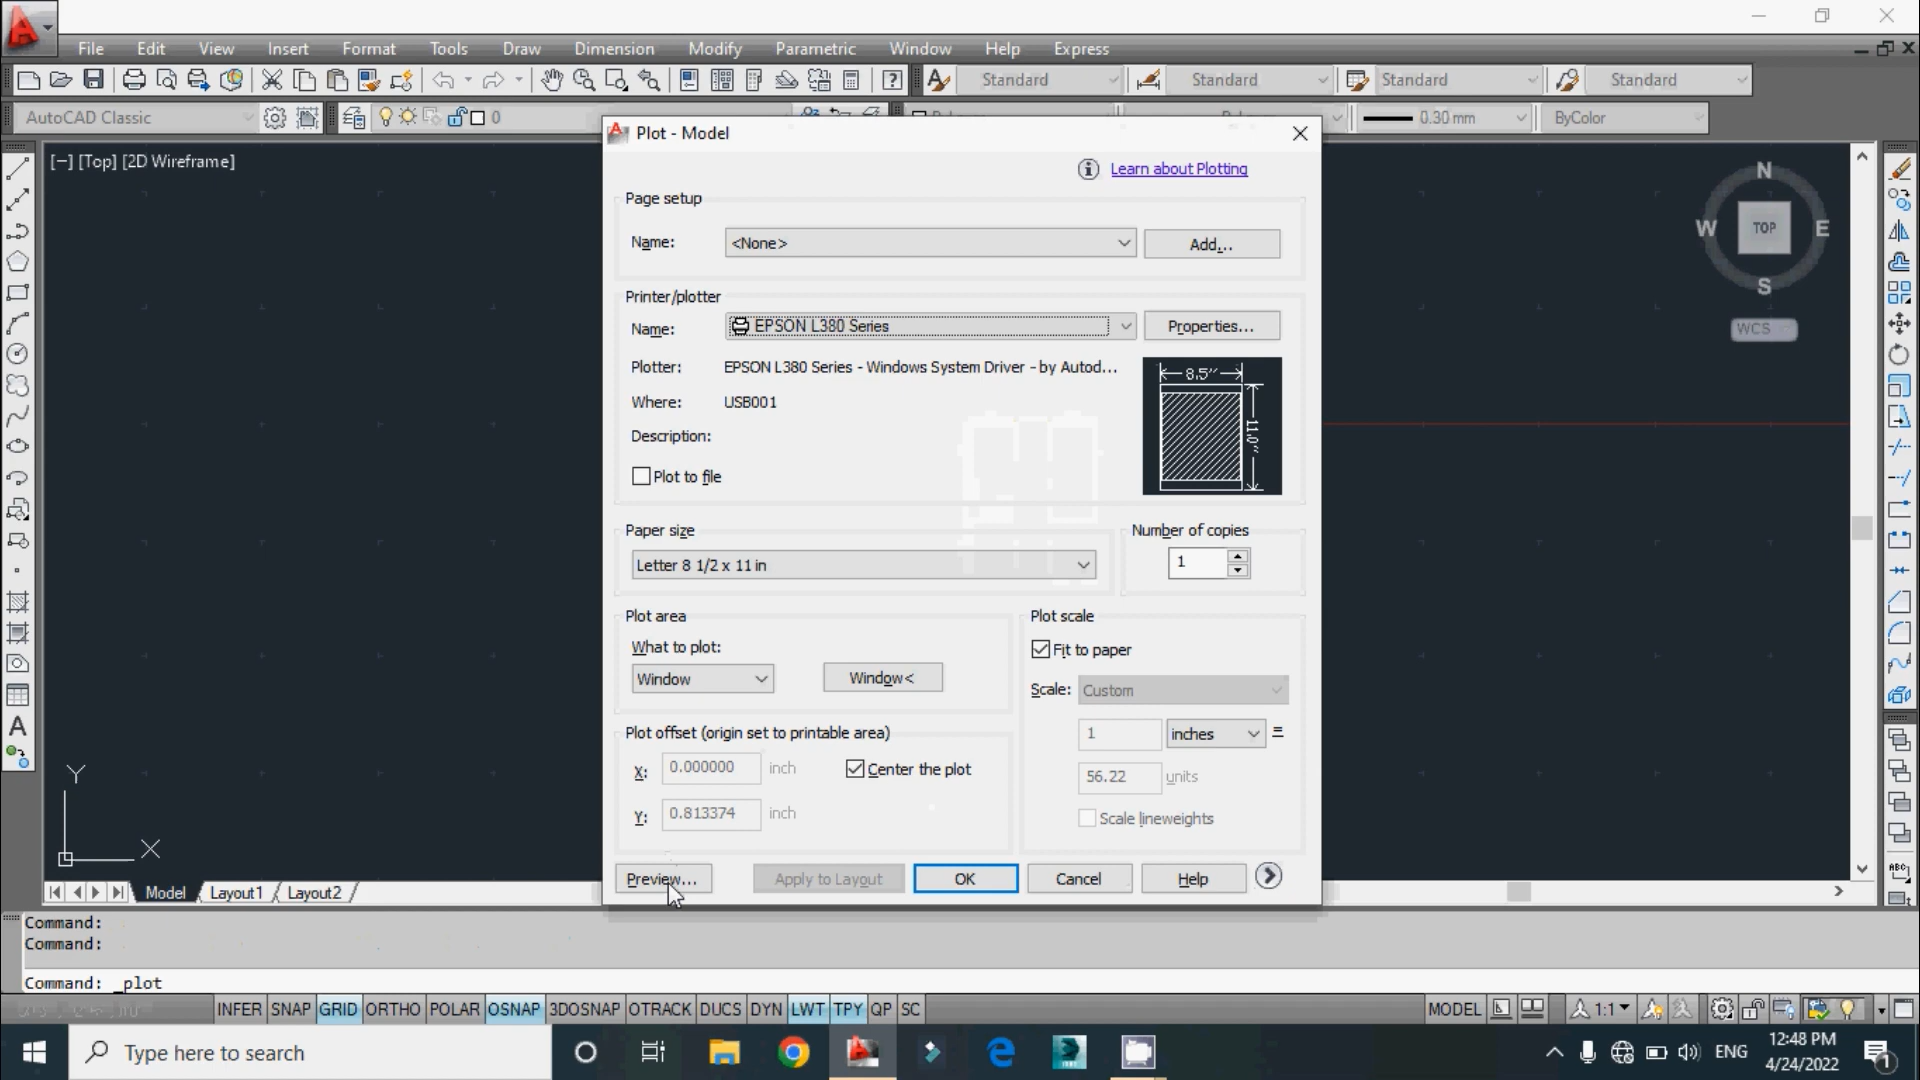 File Edit View Insert Format Tools Draw Dimension Modify Parametric Window Help Express
Standard Standard Standard Standard
AutoCAD Classic 0 0.30 mm ByColor
[−] [Top] [2D Wireframe]
Plot - Model
Learn about Plotting
Page setup
Name: <None> Add...
Printer/plotter
Name: EPSON L380 Series Properties...
Plotter: EPSON L380 Series - Windows System Driver - by Autod...
Where: USB001
Description:
Plot to file
8.5″
11.0″
Paper size
Letter 8 1/2 x 11 in
Number of copies
1
Plot area
What to plot:
Window Window<
Plot scale
Fit to paper
Scale: Custom
1 inches =
56.22 units
Scale lineweights
Plot offset (origin set to printable area)
X: 0.000000 inch Center the plot
Y: 0.813374 inch
Preview... Apply to Layout OK Cancel Help
N
W TOP E
S
WCS
A
ABC
Y
X
Model Layout1 Layout2
Command:
Command:
Command: _plot
INFER SNAP GRID ORTHO POLAR OSNAP 3DOSNAP OTRACK DUCS DYN LWT TPY QP SC MODEL 1:1
Type here to search ENG 12:48 PM
4/24/2022
1